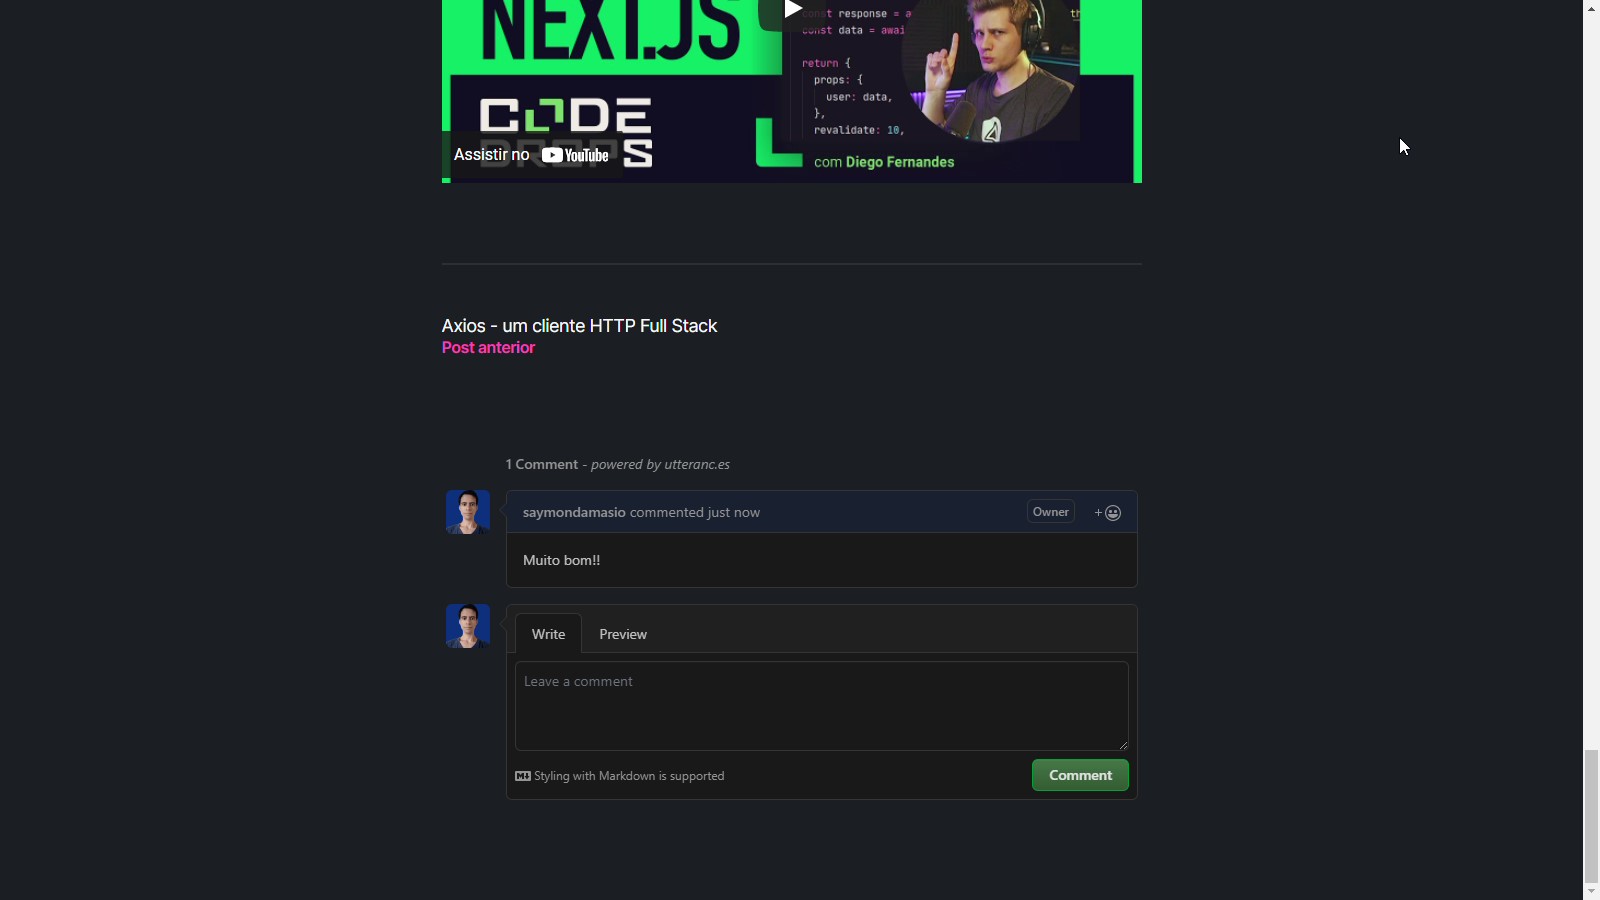 NEXT.JS
const response = a
th
const data = awai
return {
props: {
user: data,
},
revalidate: 10,
CODE
DROPS
Assistir no YouTube
com Diego Fernandes
Axios - um cliente HTTP Full Stack
Post anterior
1 Comment - powered by utteranc.es
saymondamasio commented just now
Owner
+
Muito bom!!
Write
Preview
Leave a comment
Styling with Markdown is supported
Comment